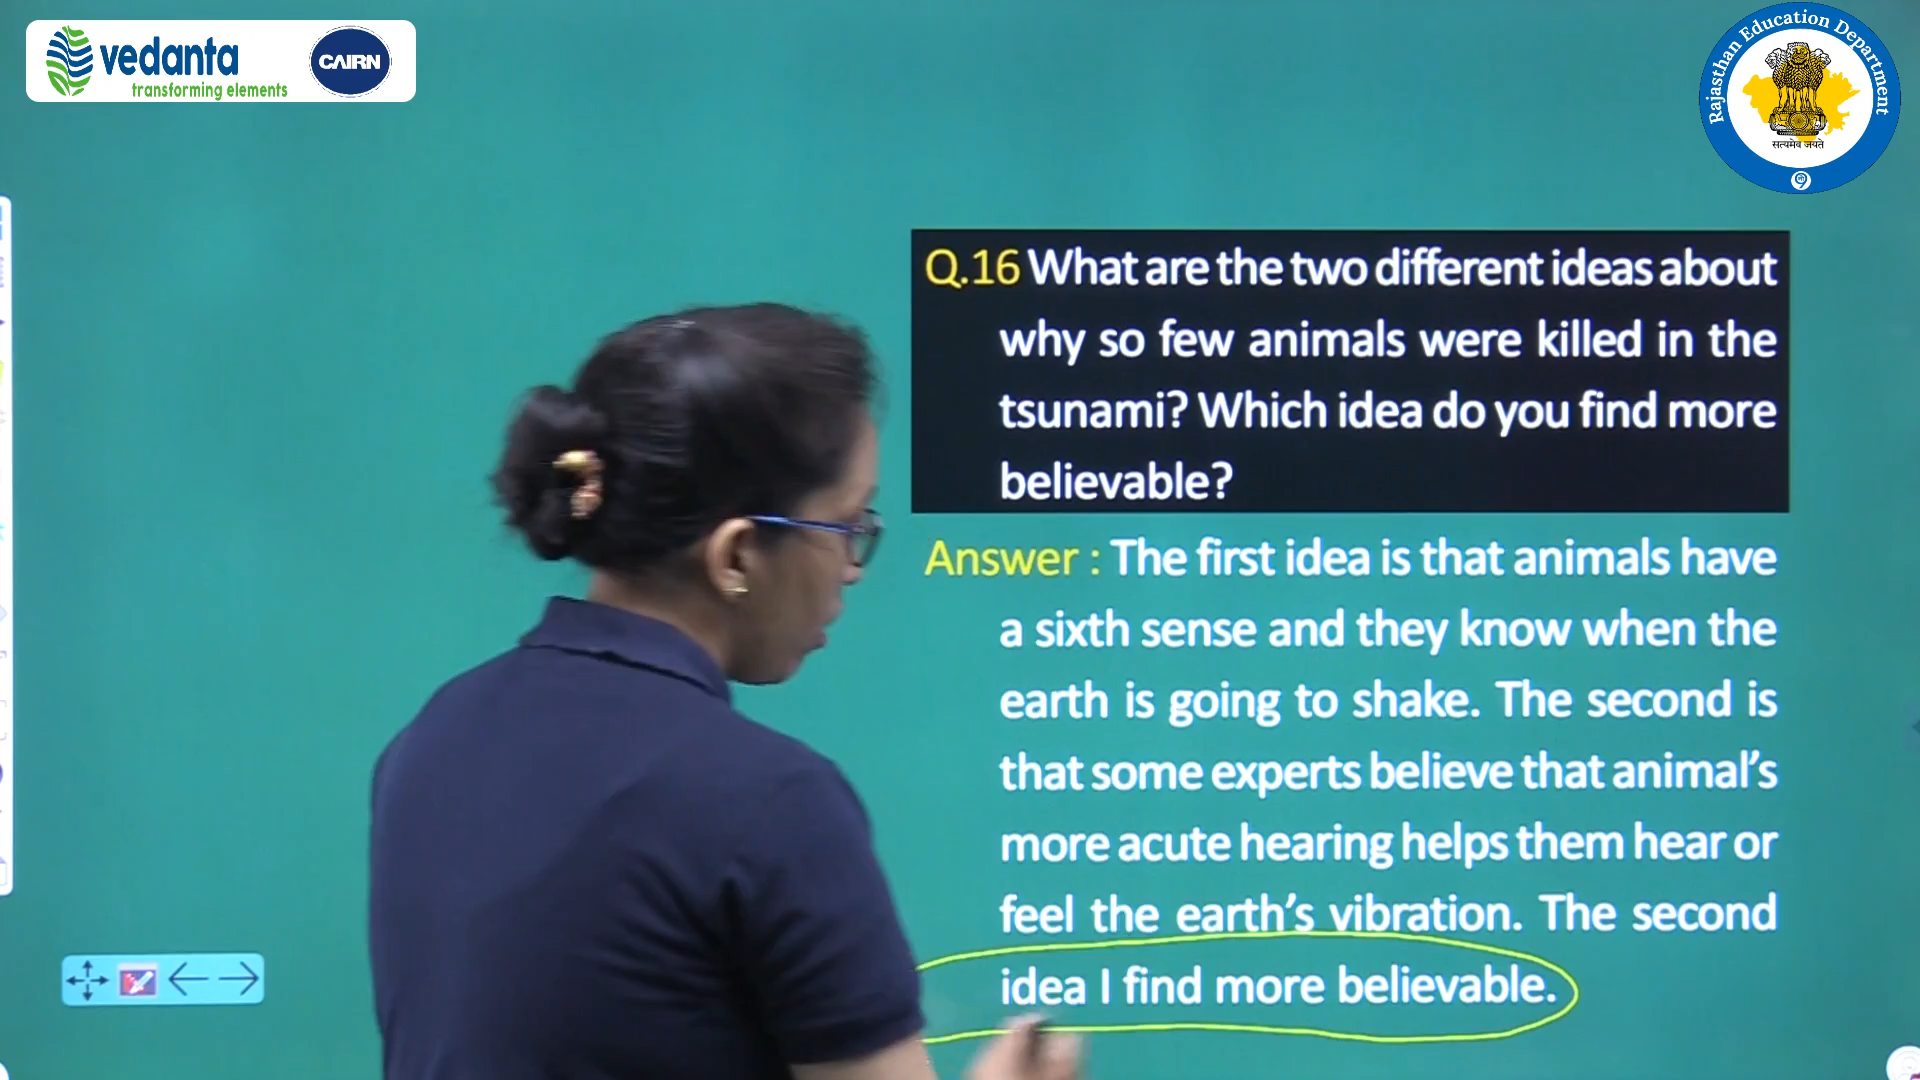 vedanta
transforming elements
CAIRN
Rajasthan Education Department
सत्यमेव जयते
Q.16 What are the two different ideas about
why so few animals were killed in the
tsunami? Which idea do you find more
believable?
Answer : The first idea is that animals have
a sixth sense and they know when the
earth is going to shake. The second is
that some experts believe that animal's
more acute hearing helps them hear or
feel the earth's vibration. The second
idea I find more believable.